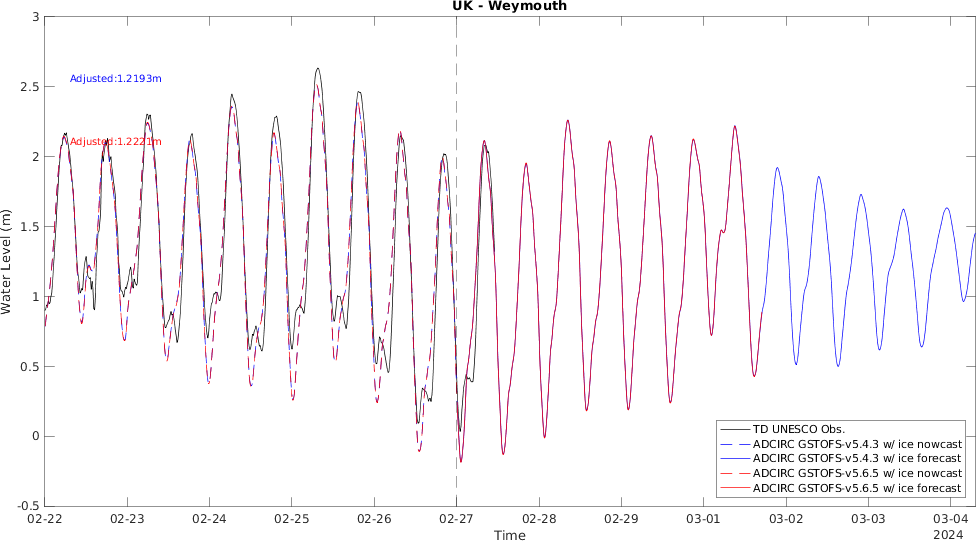 UK - Weymouth
3
2.5
2
1.5
1
0.5
0
-0.5
Water Level (m)
Adjusted:1.2193m
Adjusted:1.2221m
TD UNESCO Obs.
ADCIRC GSTOFS-v5.4.3 w/ ice nowcast
ADCIRC GSTOFS-v5.4.3 w/ ice forecast
ADCIRC GSTOFS-v5.6.5 w/ ice nowcast
ADCIRC GSTOFS-v5.6.5 w/ ice forecast
02-22 02-23 02-24 02-25 02-26 02-27 02-28 02-29 03-01 03-02 03-03 03-04
Time
2024